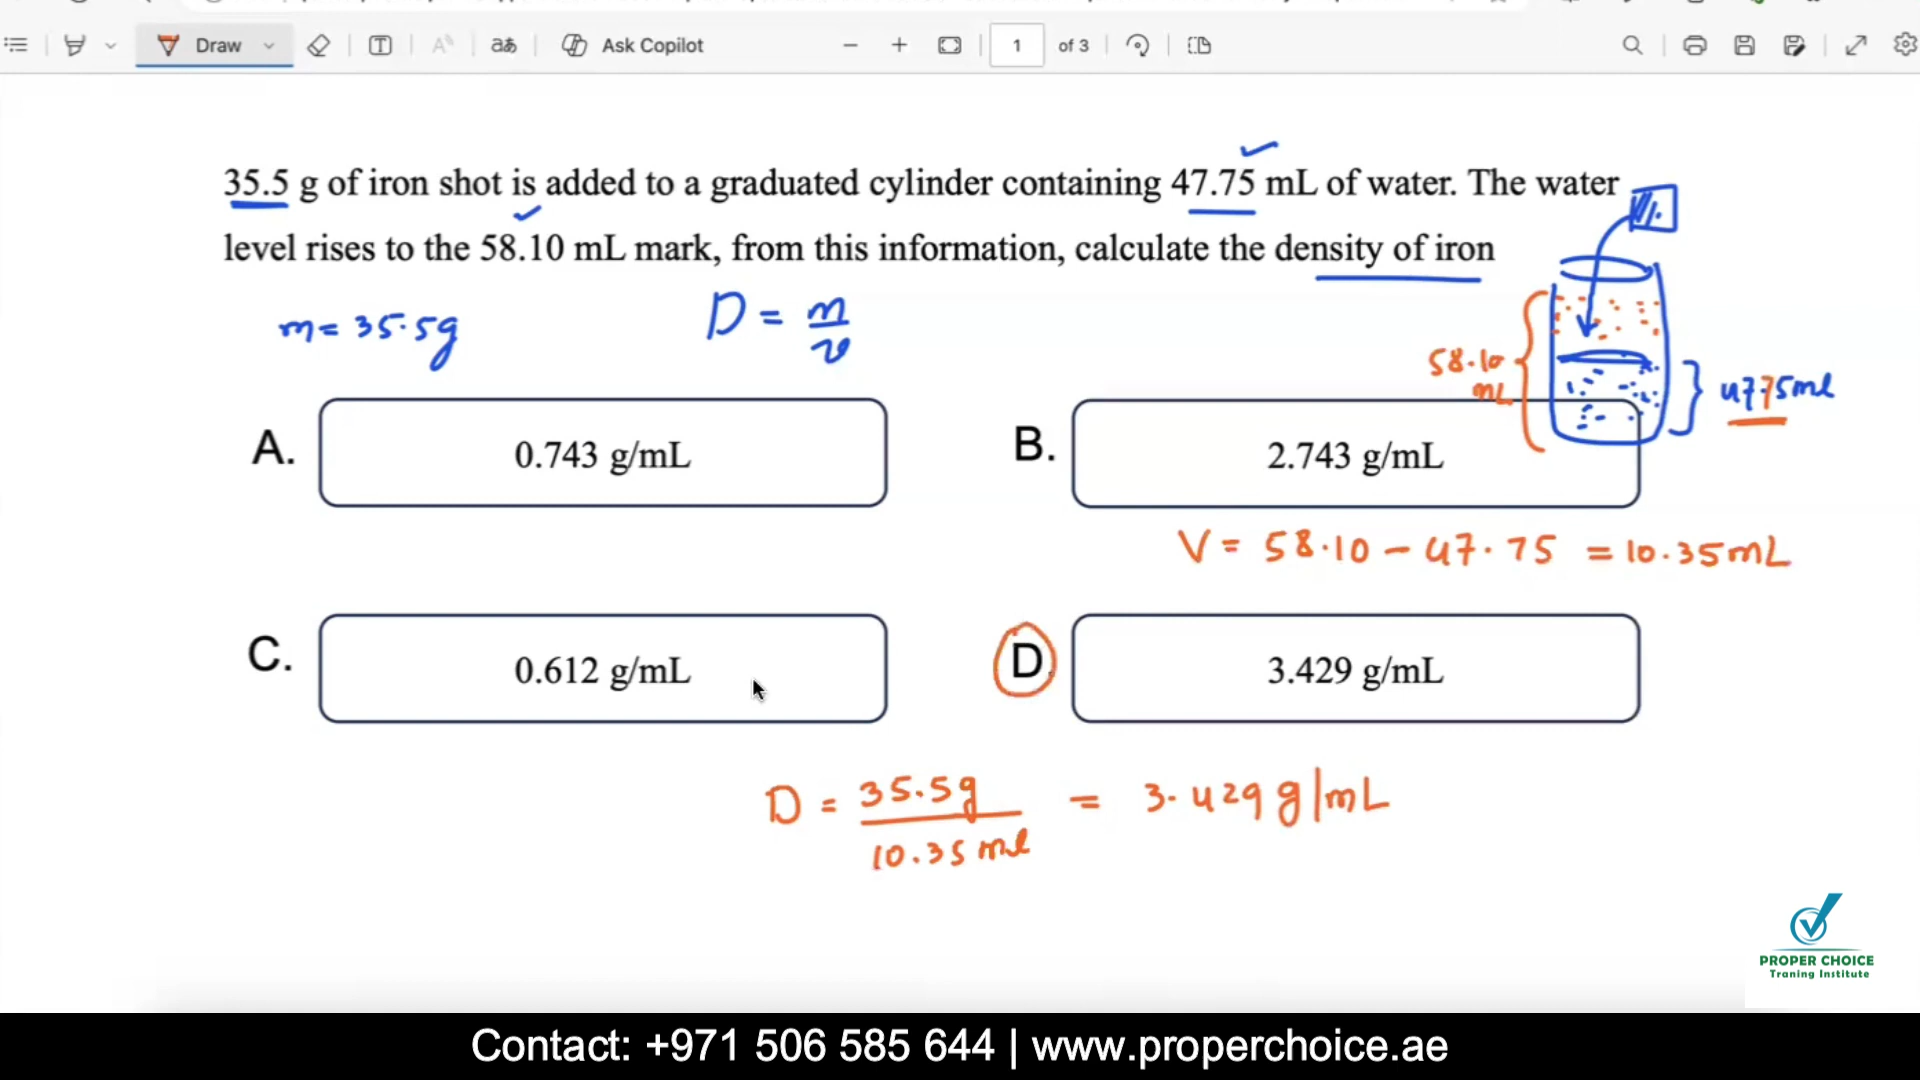 Draw
Ask Copilot
1 of 3
35.5 g of iron shot is added to a graduated cylinder containing 47.75 mL of water. The water
level rises to the 58.10 mL mark, from this information, calculate the density of iron
m = 35.5g
D = m/v
58.10
mL
47.75ml
A. 0.743 g/mL
B. 2.743 g/mL
V = 58.10 - 47.75 = 10.35mL
C. 0.612 g/mL
D. 3.429 g/mL
D = 35.5g / 10.35 ml = 3.429 g/mL
PROPER CHOICE
Traning Institute
Contact: +971 506 585 644 | www.properchoice.ae